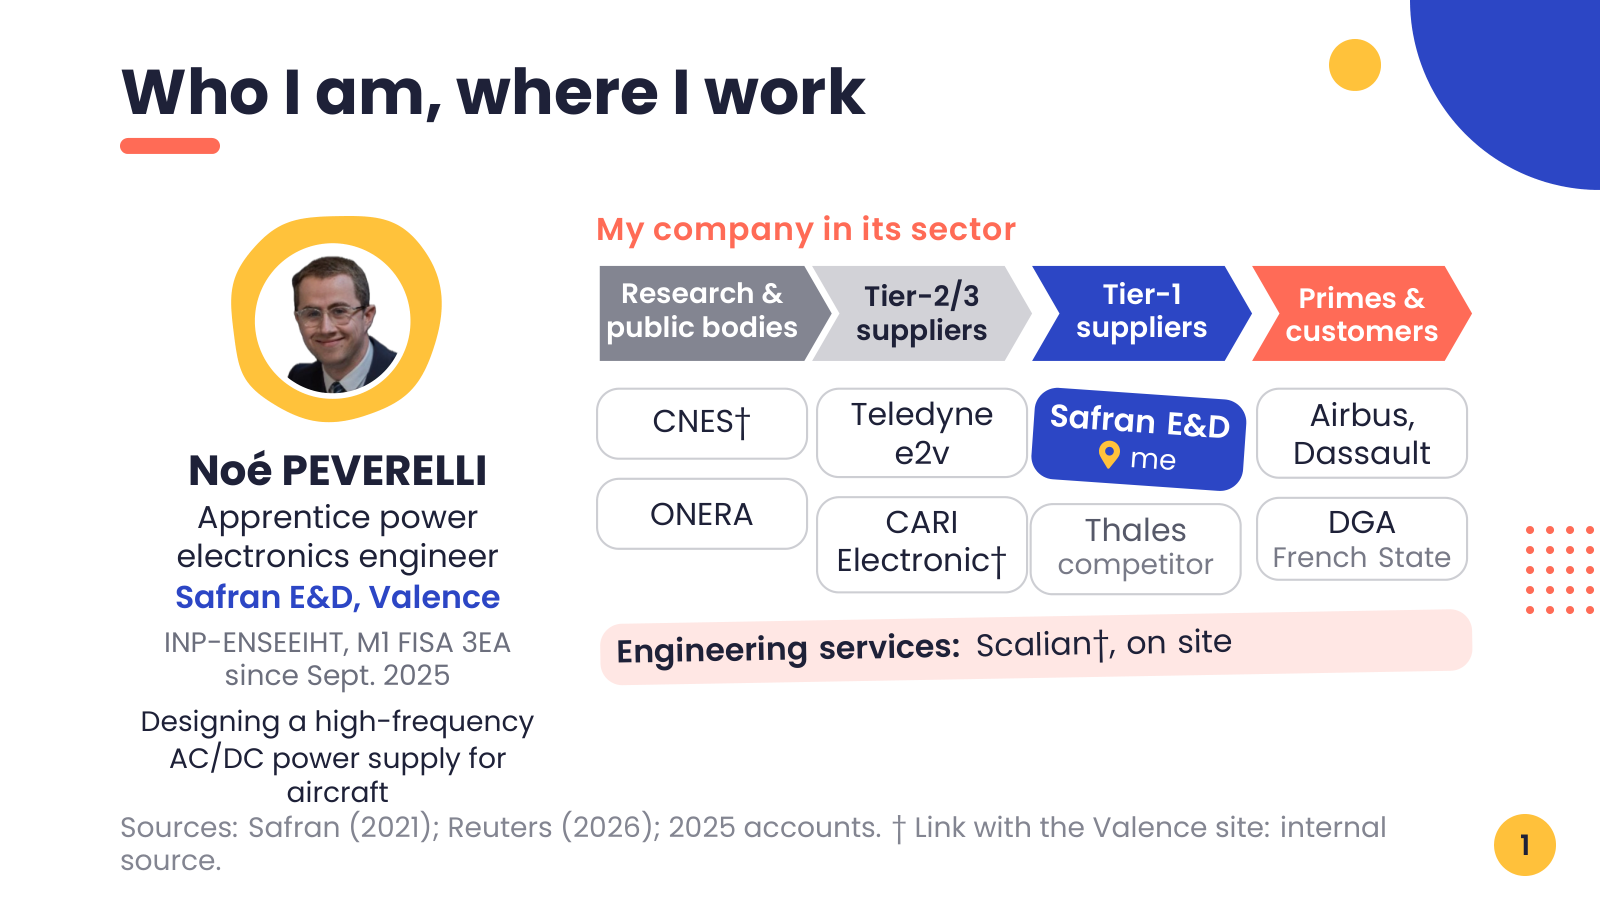 Who I am, where I work
Noé PEVERELLI
Apprentice power
electronics engineer
Safran E&D, Valence
INP-ENSEEIHT, M1 FISA 3EA
since Sept. 2025
Designing a high-frequency
AC/DC power supply for
aircraft
My company in its sector
Research &
public bodies
Tier-2/3
suppliers
Tier-1
suppliers
Primes &
customers
CNES†
ONERA
Teledyne
e2v
CARI
Electronic†
Safran E&D
me
Thales
competitor
Airbus,
Dassault
DGA
French State
Engineering services: Scalian†, on site
Sources: Safran (2021); Reuters (2026); 2025 accounts. † Link with the Valence site: internal
source.
1